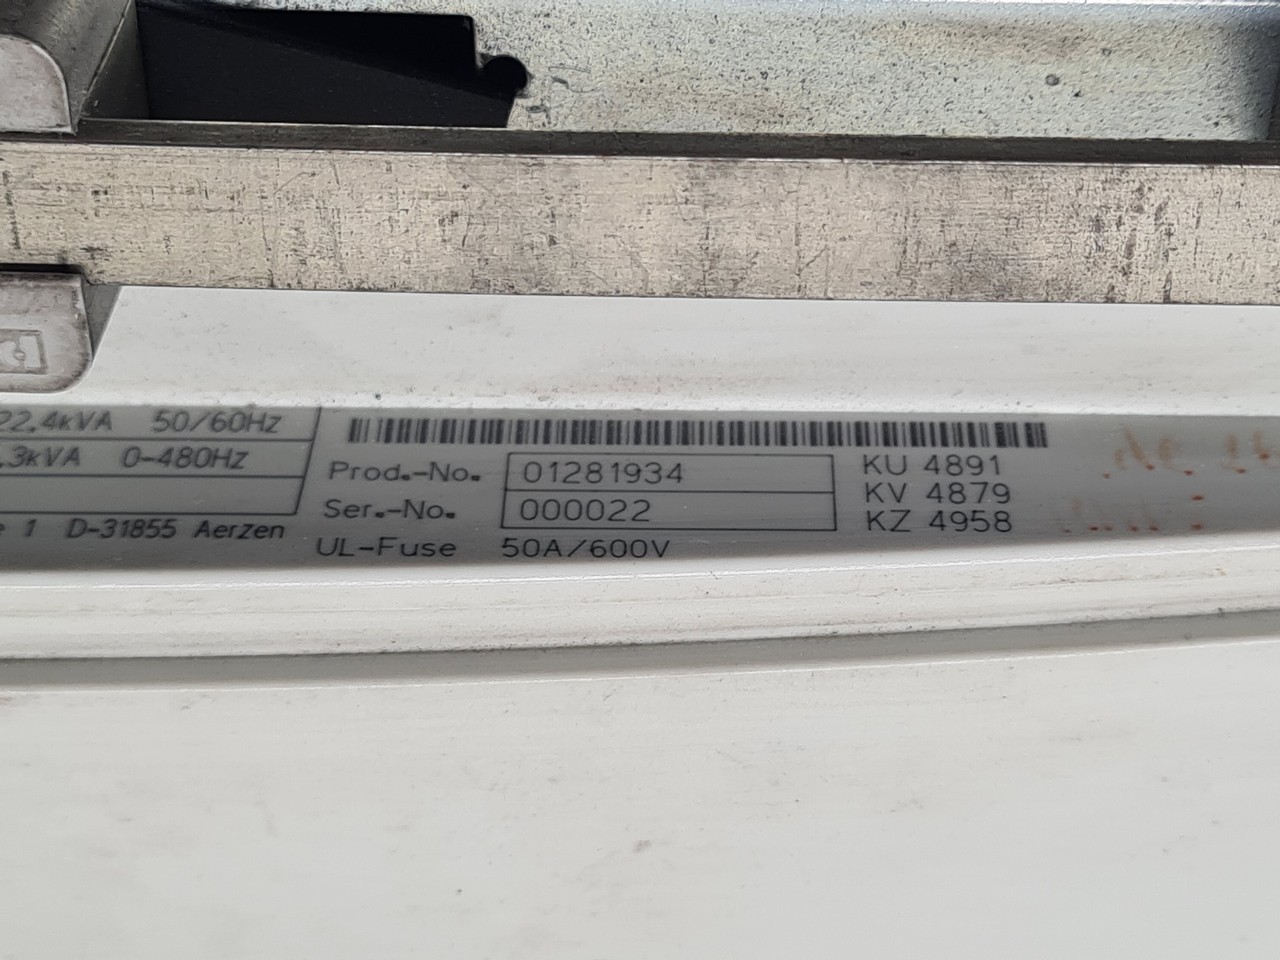 22.4kVA 50/60Hz
.3kVA 0-480Hz
e 1 D-31855 Aerzen
Prod.-No. 01281934
Ser.-No. 000022
UL-Fuse 50A/600V
KU 4891
KV 4879
KZ 4958